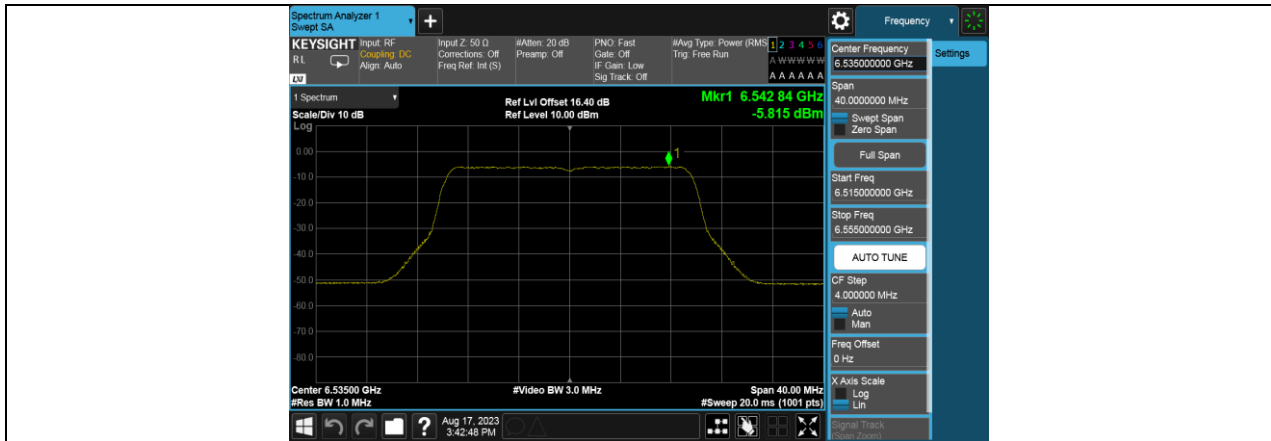 Spectrum Analyzer 1
Swept SA
Frequency
KEYSIGHT
RL
LXI
Input: RF
Coupling: DC
Align: Auto
Input Z: 50 Ω
Corrections: Off
Freq Ref: Int (S)
#Atten: 20 dB
Preamp: Off
PNO: Fast
Gate: Off
IF Gain: Low
Sig Track: Off
#Avg Type: Power (RMS
Trig: Free Run
1 2 3 4 5 6
A W W W W W
A A A A A A
1 Spectrum
Scale/Div 10 dB
Ref Lvl Offset 16.40 dB
Ref Level 10.00 dBm
Mkr1 6.542 84 GHz
-5.815 dBm
Log
1
0.00
-10.0
-20.0
-30.0
-40.0
-50.0
-60.0
-70.0
-80.0
Center 6.53500 GHz
#Res BW 1.0 MHz
#Video BW 3.0 MHz
Span 40.00 MHz
#Sweep 20.0 ms (1001 pts)
Center Frequency
6.535000000 GHz
Settings
Span
40.0000000 MHz
Swept Span
Zero Span
Full Span
Start Freq
6.515000000 GHz
Stop Freq
6.555000000 GHz
AUTO TUNE
CF Step
4.000000 MHz
Auto
Man
Freq Offset
0 Hz
X Axis Scale
Log
Lin
Signal Track
(Span Zoom)
?
Aug 17, 2023
3:42:48 PM